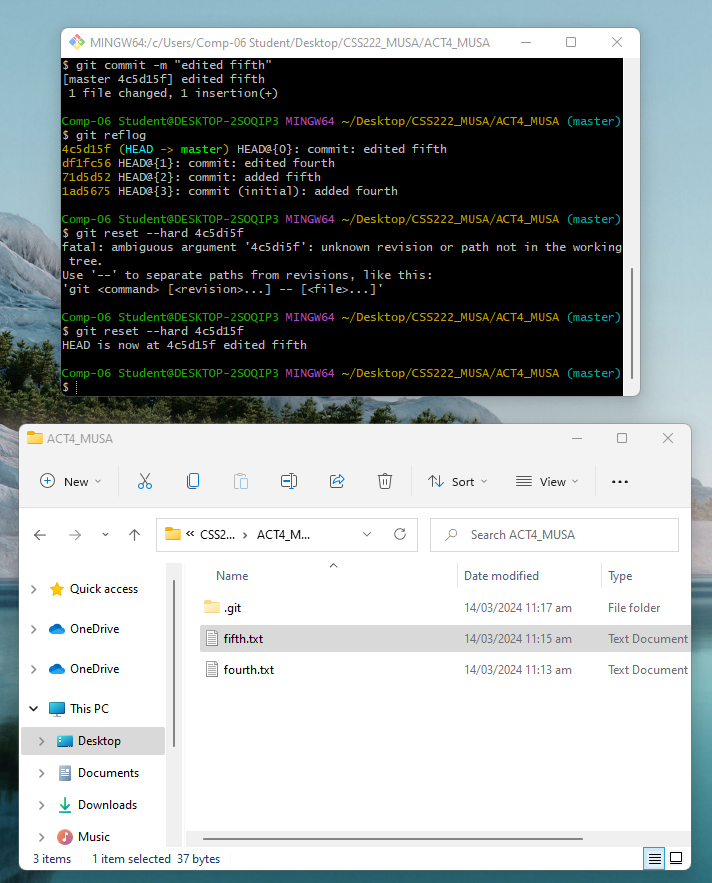 MINGW64:/c/Users/Comp-06 Student/Desktop/CSS222_MUSA/ACT4_MUSA
$ git commit -m "edited fifth"
[master 4c5d15f] edited fifth
 1 file changed, 1 insertion(+)
Comp-06 Student@DESKTOP-2SOQIP3 MINGW64 ~/Desktop/CSS222_MUSA/ACT4_MUSA (master)
$ git reflog
4c5d15f (HEAD -> master) HEAD@{0}: commit: edited fifth
df1fc56 HEAD@{1}: commit: edited fourth
71d5d52 HEAD@{2}: commit: added fifth
1ad5675 HEAD@{3}: commit (initial): added fourth
Comp-06 Student@DESKTOP-2SOQIP3 MINGW64 ~/Desktop/CSS222_MUSA/ACT4_MUSA (master)
$ git reset --hard 4c5di5f
fatal: ambiguous argument '4c5di5f': unknown revision or path not in the working
 tree.
Use '--' to separate paths from revisions, like this:
'git <command> [<revision>...] -- [<file>...]'
Comp-06 Student@DESKTOP-2SOQIP3 MINGW64 ~/Desktop/CSS222_MUSA/ACT4_MUSA (master)
$ git reset --hard 4c5d15f
HEAD is now at 4c5d15f edited fifth
Comp-06 Student@DESKTOP-2SOQIP3 MINGW64 ~/Desktop/CSS222_MUSA/ACT4_MUSA (master)
$
ACT4_MUSA
New Sort View
« CSS2... › ACT4_M... Search ACT4_MUSA
Name Date modified Type
Quick access
OneDrive
OneDrive
This PC
Desktop
Documents
Downloads
Music
.git 14/03/2024 11:17 am File folder
fifth.txt 14/03/2024 11:15 am Text Document
fourth.txt 14/03/2024 11:13 am Text Document
3 items 1 item selected 37 bytes